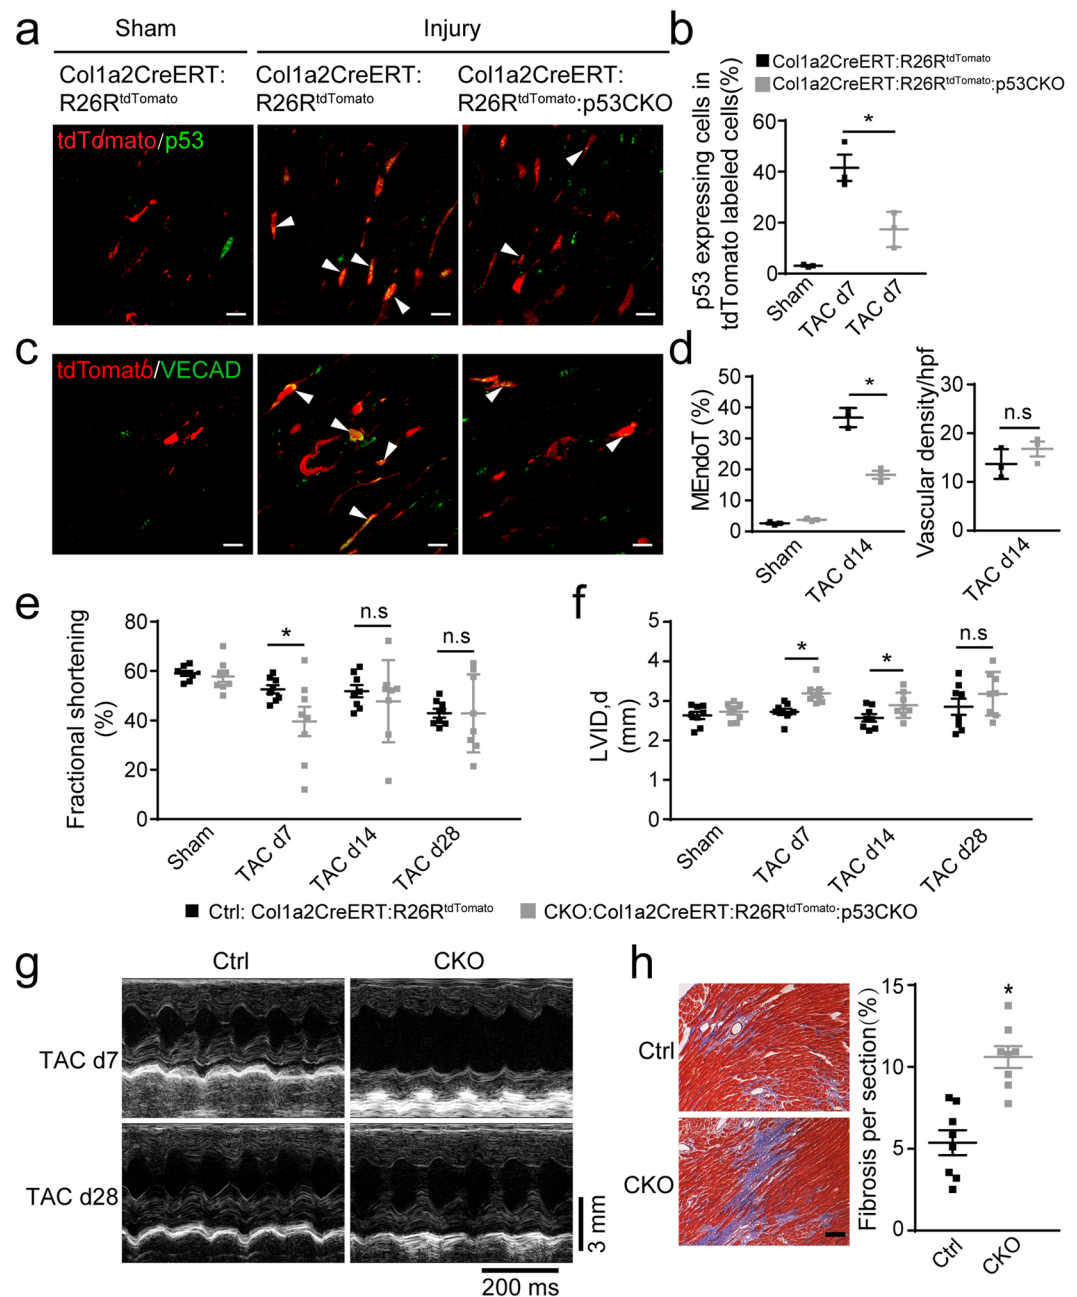 a
Sham
Injury
Col1a2CreERT:
R26RtdTomato
Col1a2CreERT:
R26RtdTomato
Col1a2CreERT:
R26RtdTomato:p53CKO
tdTomato/p53
b
Col1a2CreERT:R26RtdTomato
Col1a2CreERT:R26RtdTomato:p53CKO
p53 expressing cells in
tdTomato labeled cells(%)
60
40
20
0
*
Sham
TAC d7
TAC d7
c
tdTomato/VECAD
d
MEndoT (%)
50
40
30
20
10
0
*
Sham
TAC d14
Vascular density/hpf
30
20
10
0
n.s
TAC d14
e
Fractional shortening
(%)
80
60
40
20
0
*
n.s
n.s
Sham
TAC d7
TAC d14
TAC d28
f
LVID,d
(mm)
5
4
3
2
1
0
*
*
n.s
Sham
TAC d7
TAC d14
TAC d28
Ctrl: Col1a2CreERT:R26RtdTomato
CKO:Col1a2CreERT:R26RtdTomato:p53CKO
g
Ctrl
CKO
TAC d7
TAC d28
3 mm
200 ms
h
Ctrl
CKO
Fibrosis per section(%)
15
10
5
0
*
Ctrl
CKO